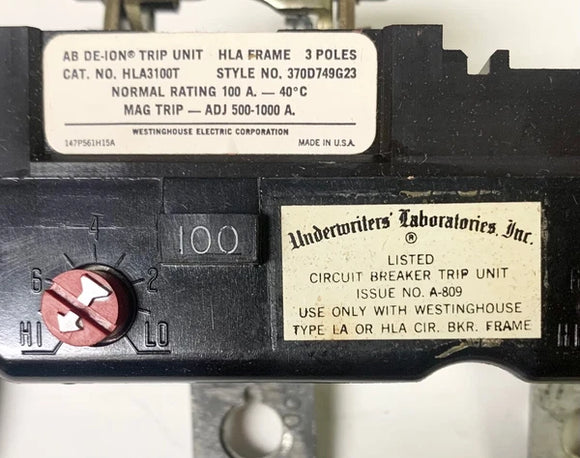 AB DE-ION® TRIP UNIT HLA FRAME 3 POLES
CAT. NO. HLA3100T STYLE NO. 370D749G23
NORMAL RATING 100 A. — 40°C
MAG TRIP — ADJ 500-1000 A.
WESTINGHOUSE ELECTRIC CORPORATION
147P561H15A MADE IN U.S.A.
100
4
6 2
HI LO
Underwriters' Laboratories, Inc.
®
LISTED
CIRCUIT BREAKER TRIP UNIT
ISSUE NO. A-809
USE ONLY WITH WESTINGHOUSE
TYPE LA OR HLA CIR. BKR. FRAME